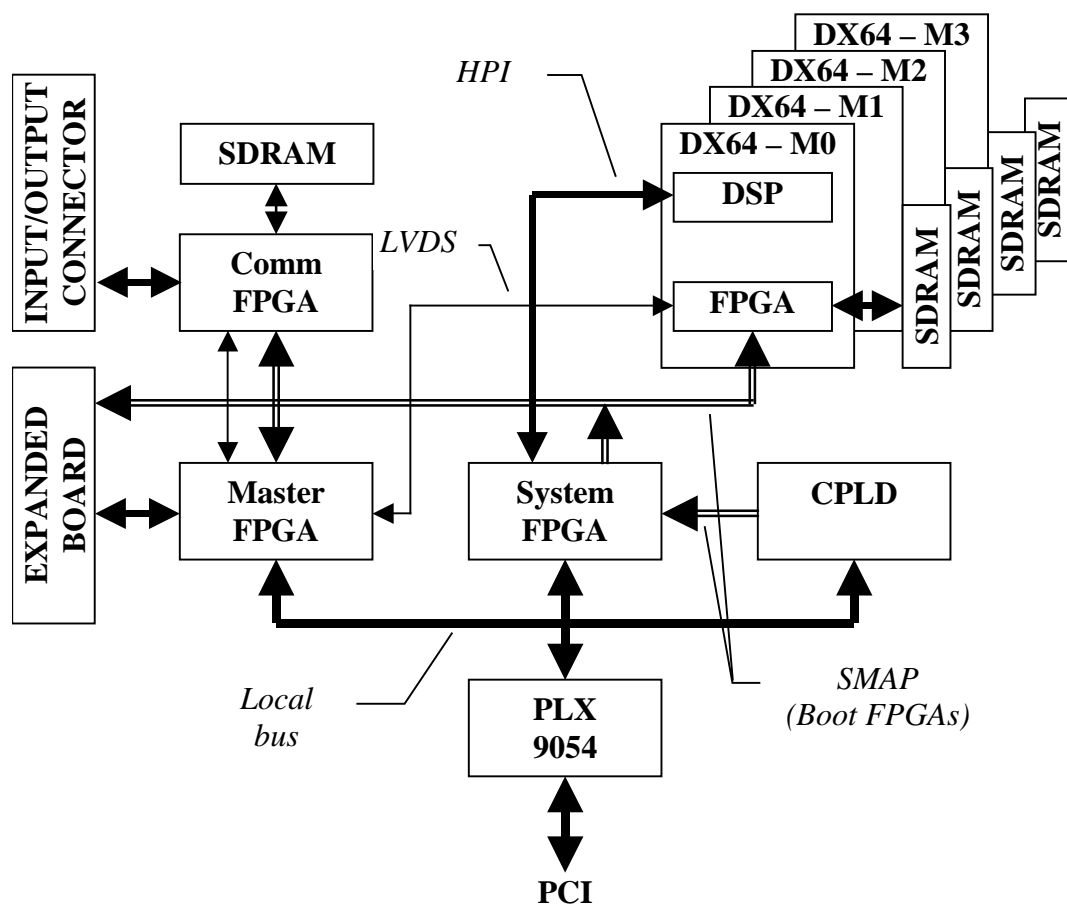 DX64 – M3
DX64 – M2
DX64 – M1
DX64 – M0
HPI
INPUT/OUTPUT
CONNECTOR
SDRAM
DSP
SDRAM
SDRAM
SDRAM
SDRAM
LVDS
Comm
FPGA
FPGA
EXPANDED
BOARD
Master
FPGA
System
FPGA
CPLD
Local
bus
PLX
9054
SMAP
(Boot FPGAs)
PCI